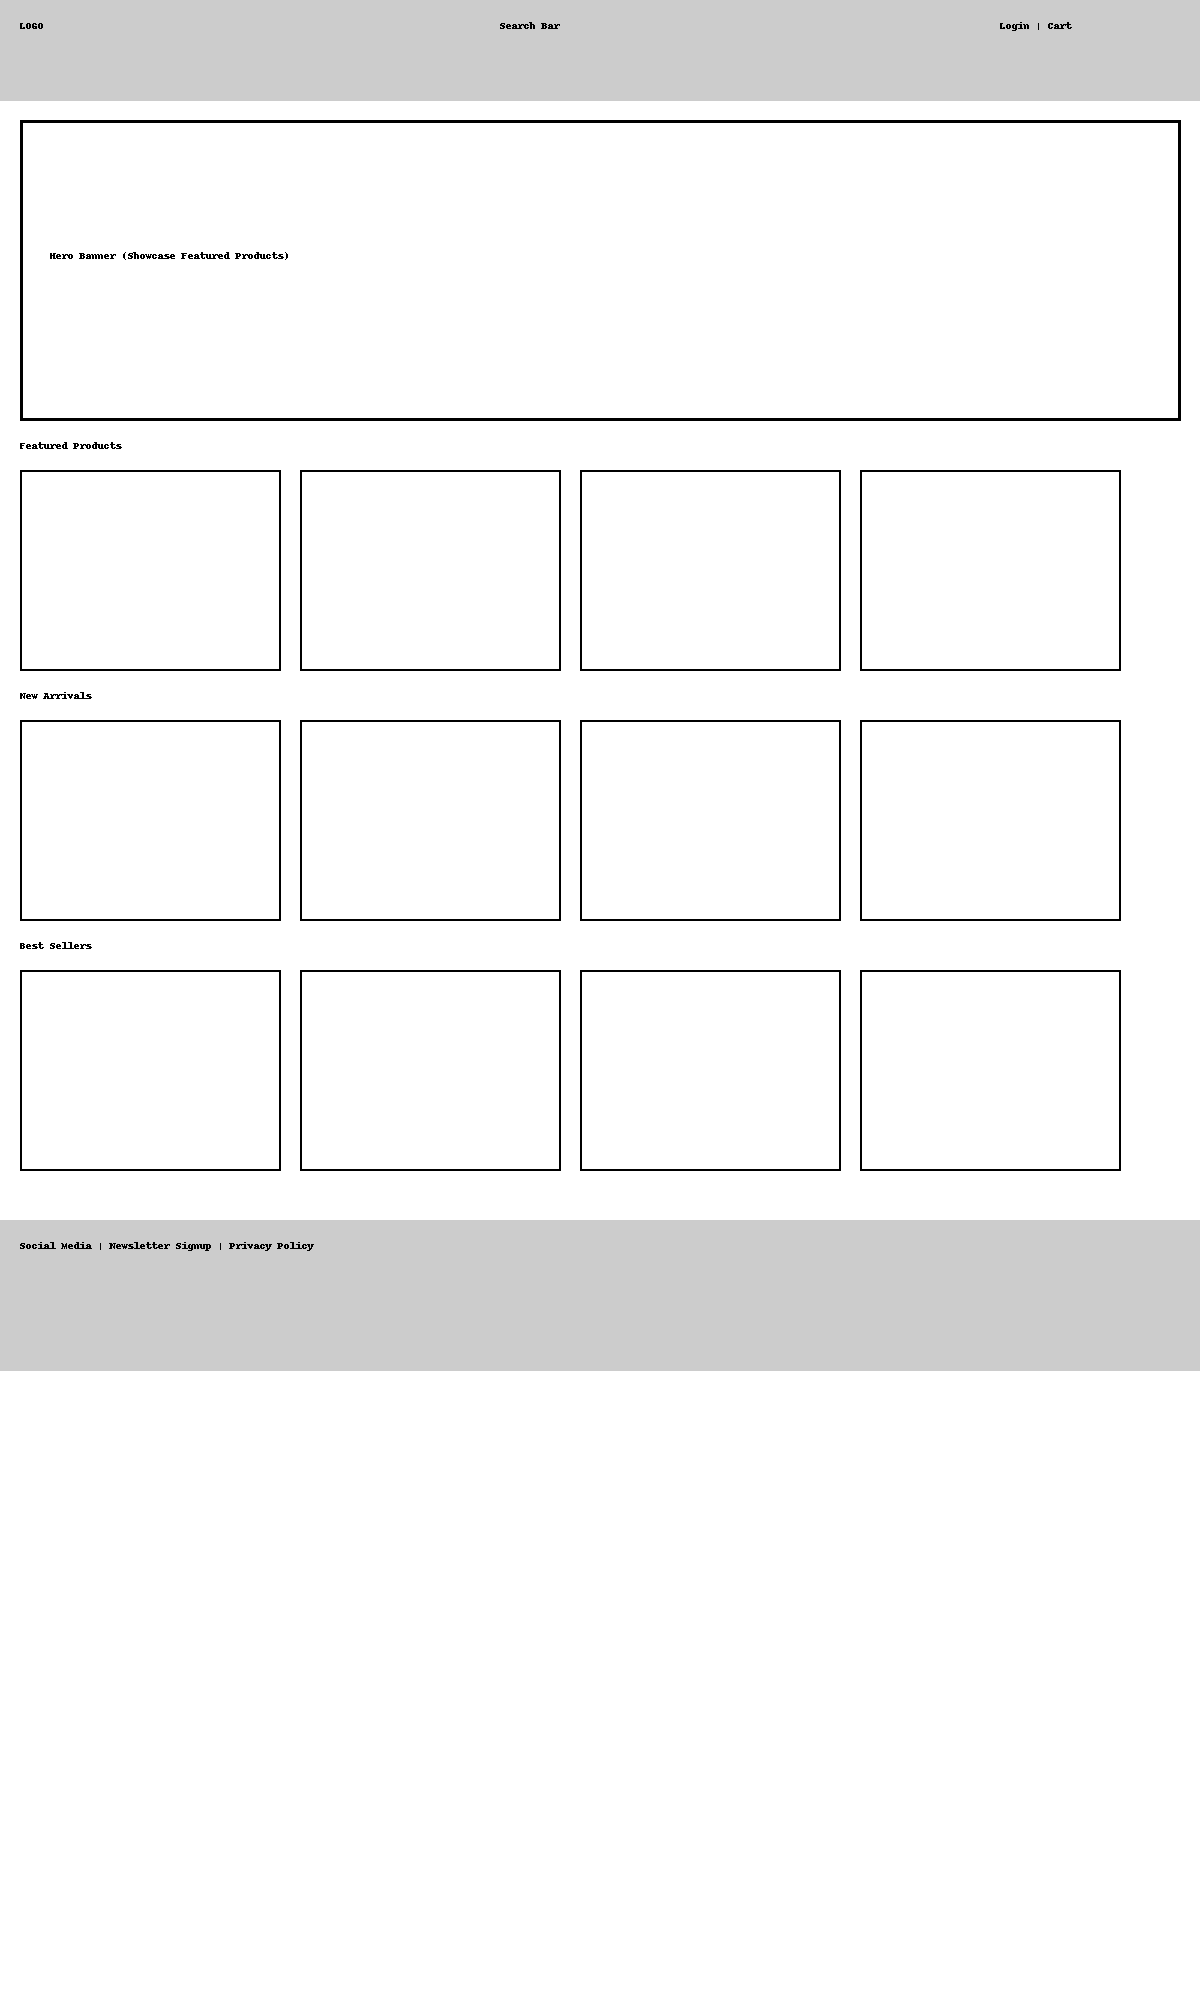 LOGO Search Bar Login | Cart
Hero Banner (Showcase Featured Products)
Featured Products
New Arrivals
Best Sellers
Social Media | Newsletter Signup | Privacy Policy